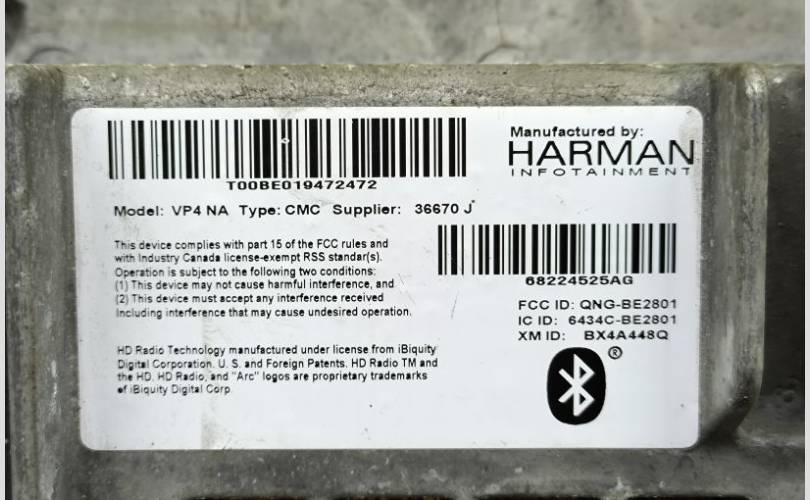 T00BE019472472
Model: VP4 NA Type: CMC Supplier: 36670 J
Manufactured by:
HARMAN
INFOTAINMENT
68224525AG
This device complies with part 15 of the FCC rules and
with Industry Canada license-exempt RSS standar(s).
Operation is subject to the following two conditions:
(1) This device may not cause harmful interference, and
(2) This device must accept any interference received
Including interference that may cause undesired operation.
FCC ID: QNG-BE2801
IC ID: 6434C-BE2801
XM ID: BX4A448Q
HD Radio Technology manufactured under license from iBiquity
Digital Corporation. U. S. and Foreign Patents. HD Radio TM and
the HD. HD Radio, and "Arc" logos are proprietary trademarks
of iBiquity Digital Corp.
®